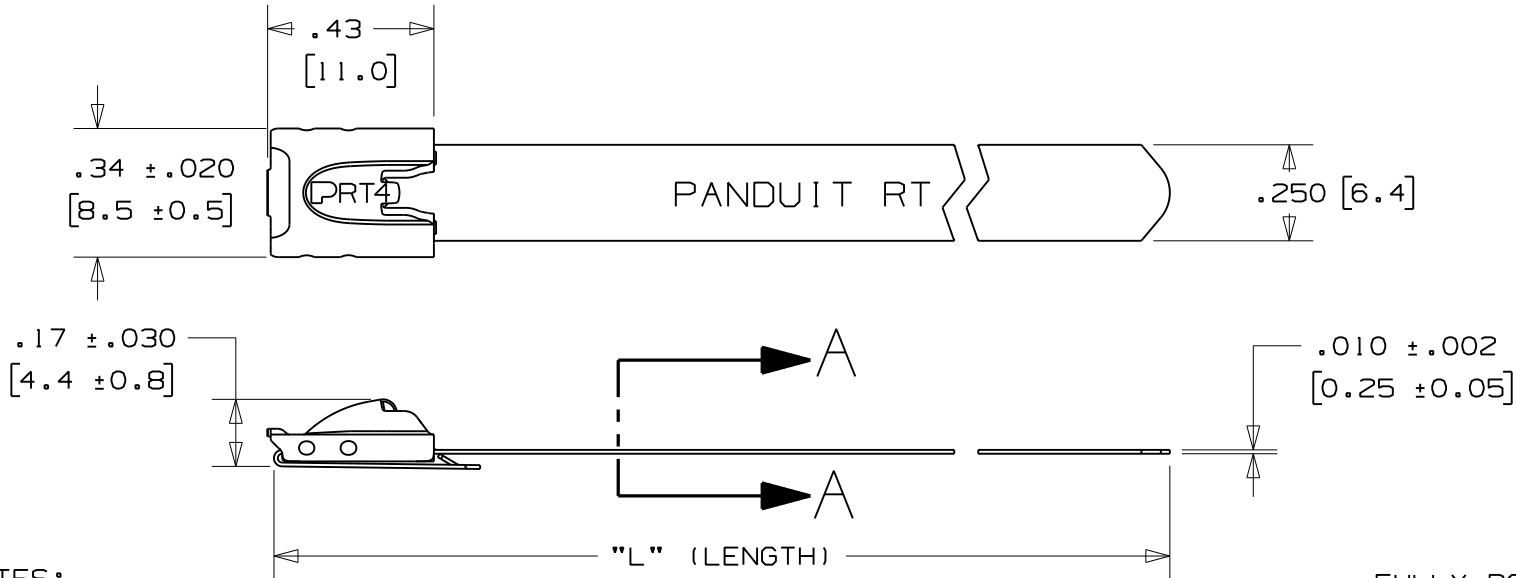 .43
[11.0]
.34 ±.020
[8.5 ±0.5]
PRT4
PANDUIT RT
.250 [6.4]
.17 ±.030
[4.4 ±0.8]
A
.010 ±.002
[0.25 ±0.05]
A
"L" (LENGTH)